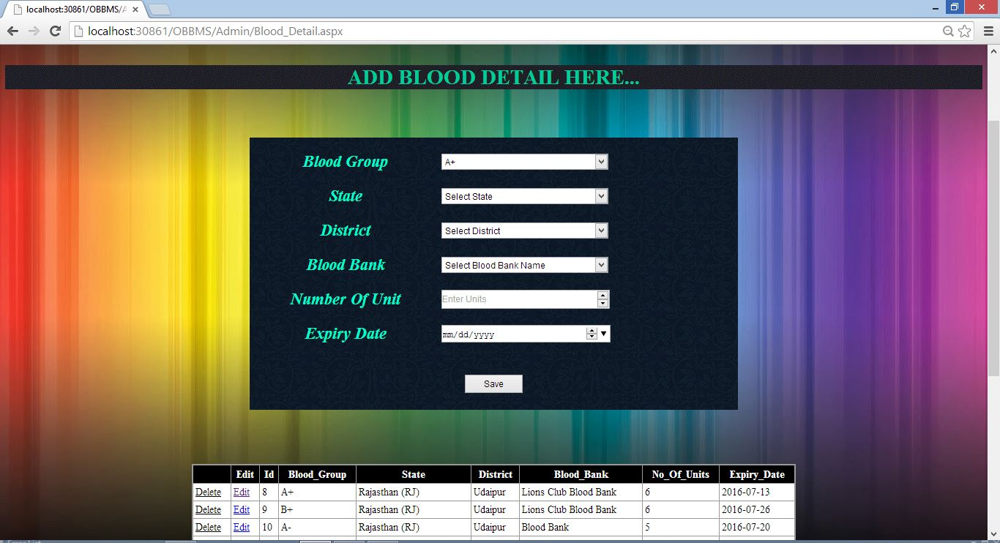 localhost:30861/OBBMS/A
localhost:30861/OBBMS/Admin/Blood_Detail.aspx
ADD BLOOD DETAIL HERE...
Blood Group A+
State Select State
District Select District
Blood Bank Select Blood Bank Name
Number Of Unit Enter Units
Expiry Date mm/dd/yyyy
Save
Edit Id Blood_Group State District Blood_Bank No_Of_Units Expiry_Date
Delete Edit 8 A+ Rajasthan (RJ) Udaipur Lions Club Blood Bank 6 2016-07-13
Delete Edit 9 B+ Rajasthan (RJ) Udaipur Lions Club Blood Bank 6 2016-07-26
Delete Edit 10 A- Rajasthan (RJ) Udaipur Blood Bank 5 2016-07-20